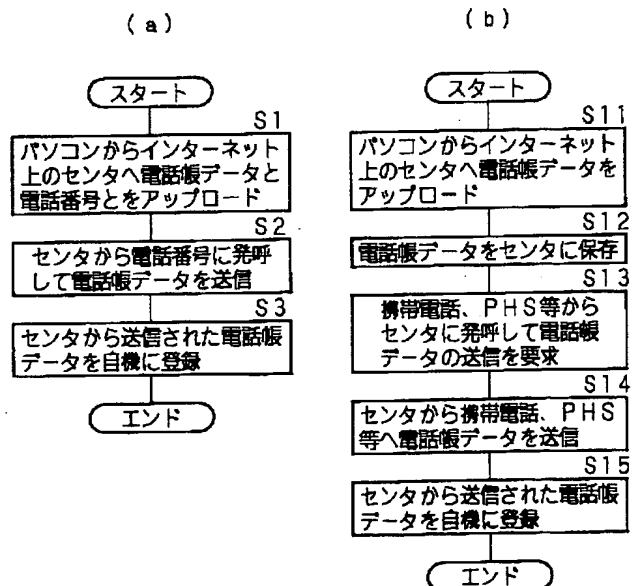 (a)
スタート
S1
パソコンからインターネット
上のセンタへ電話帳データと
電話番号とをアップロード
S2
センタから電話番号に発呼
して電話帳データを送信
S3
センタから送信された電話帳
データを自機に登録
エンド
(b)
スタート
S11
パソコンからインターネット
上のセンタへ電話帳データを
アップロード
S12
電話帳データをセンタに保存
S13
携帯電話、PHS等から
センタに発呼して電話帳
データの送信を要求
S14
センタから携帯電話、PHS
等へ電話帳データを送信
S15
センタから送信された電話帳
データを自機に登録
エンド